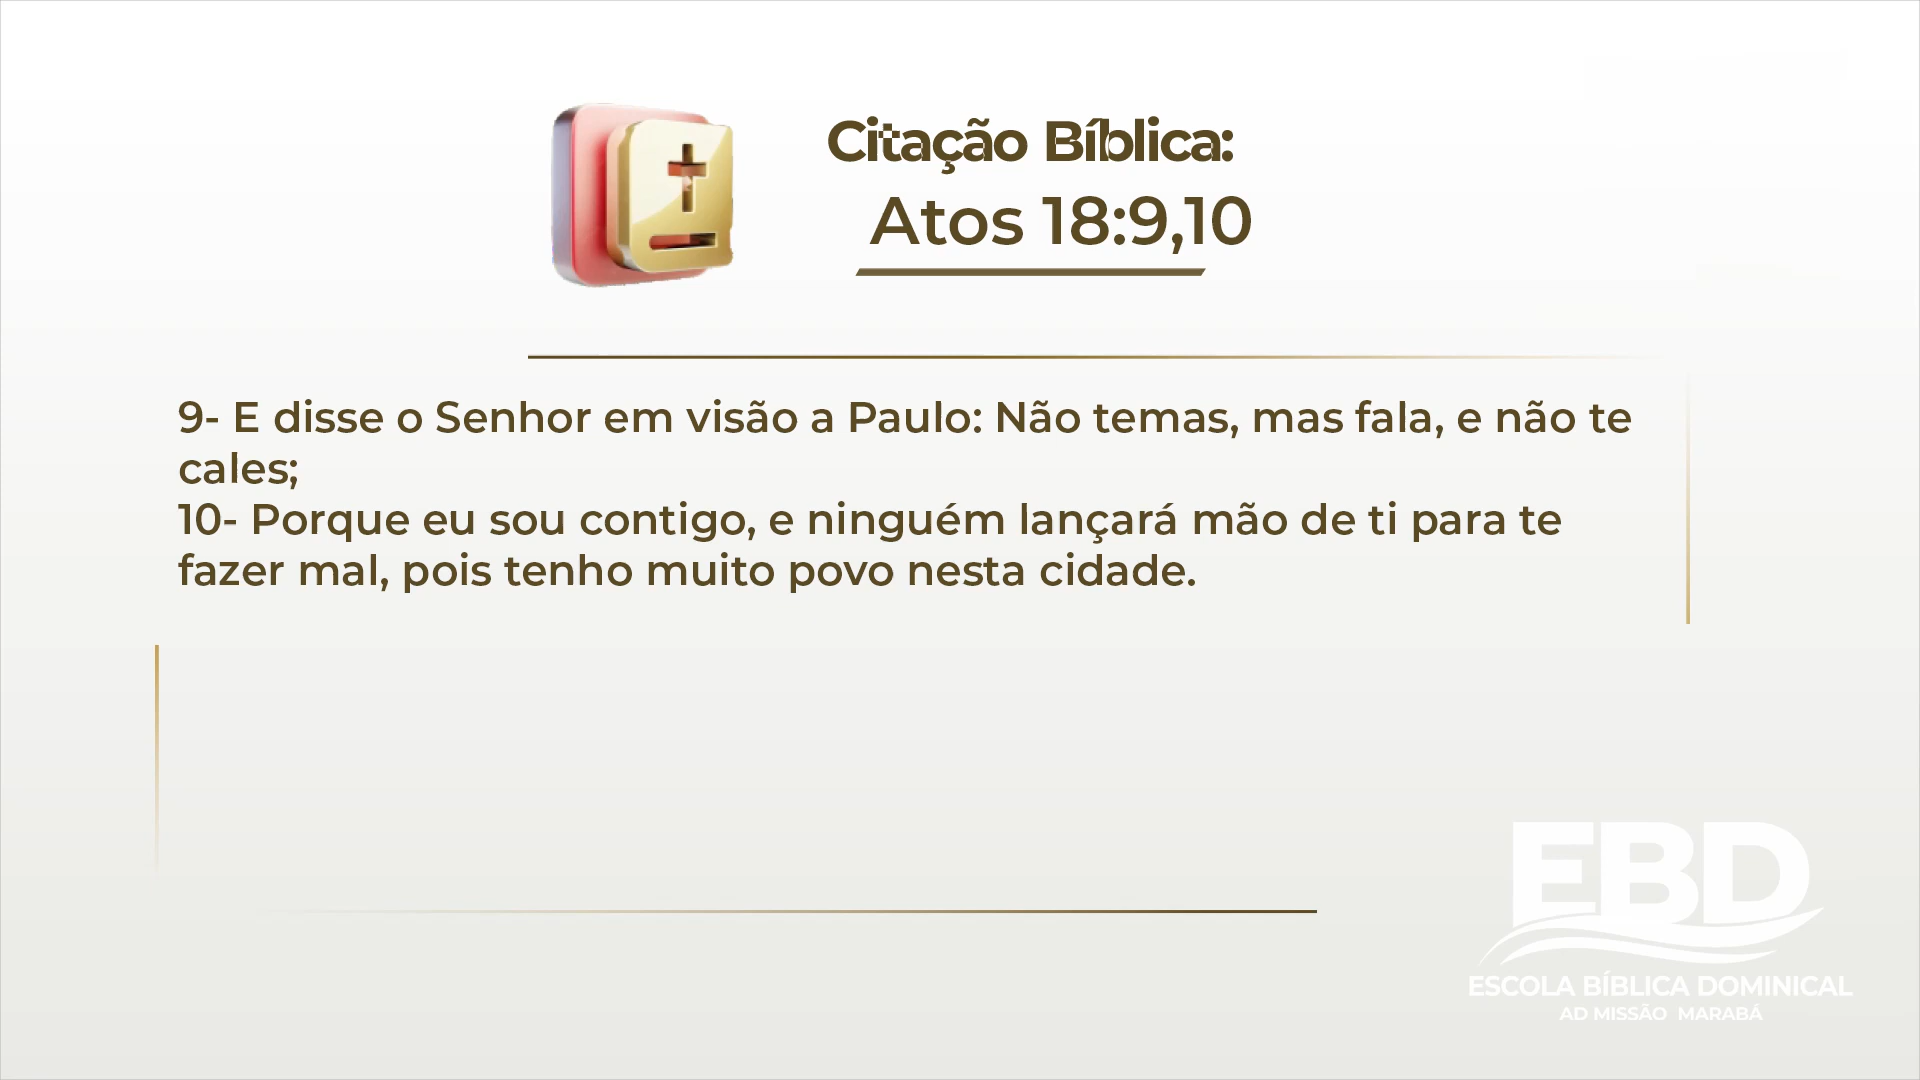 Citação Bíblica:
Atos 18:9,10
9- E disse o Senhor em visão a Paulo: Não temas, mas fala, e não te
cales;
10- Porque eu sou contigo, e ninguém lançará mão de ti para te
fazer mal, pois tenho muito povo nesta cidade.
EBD
ESCOLA BÍBLICA DOMINICAL
AD MISSÃO MARABÁ